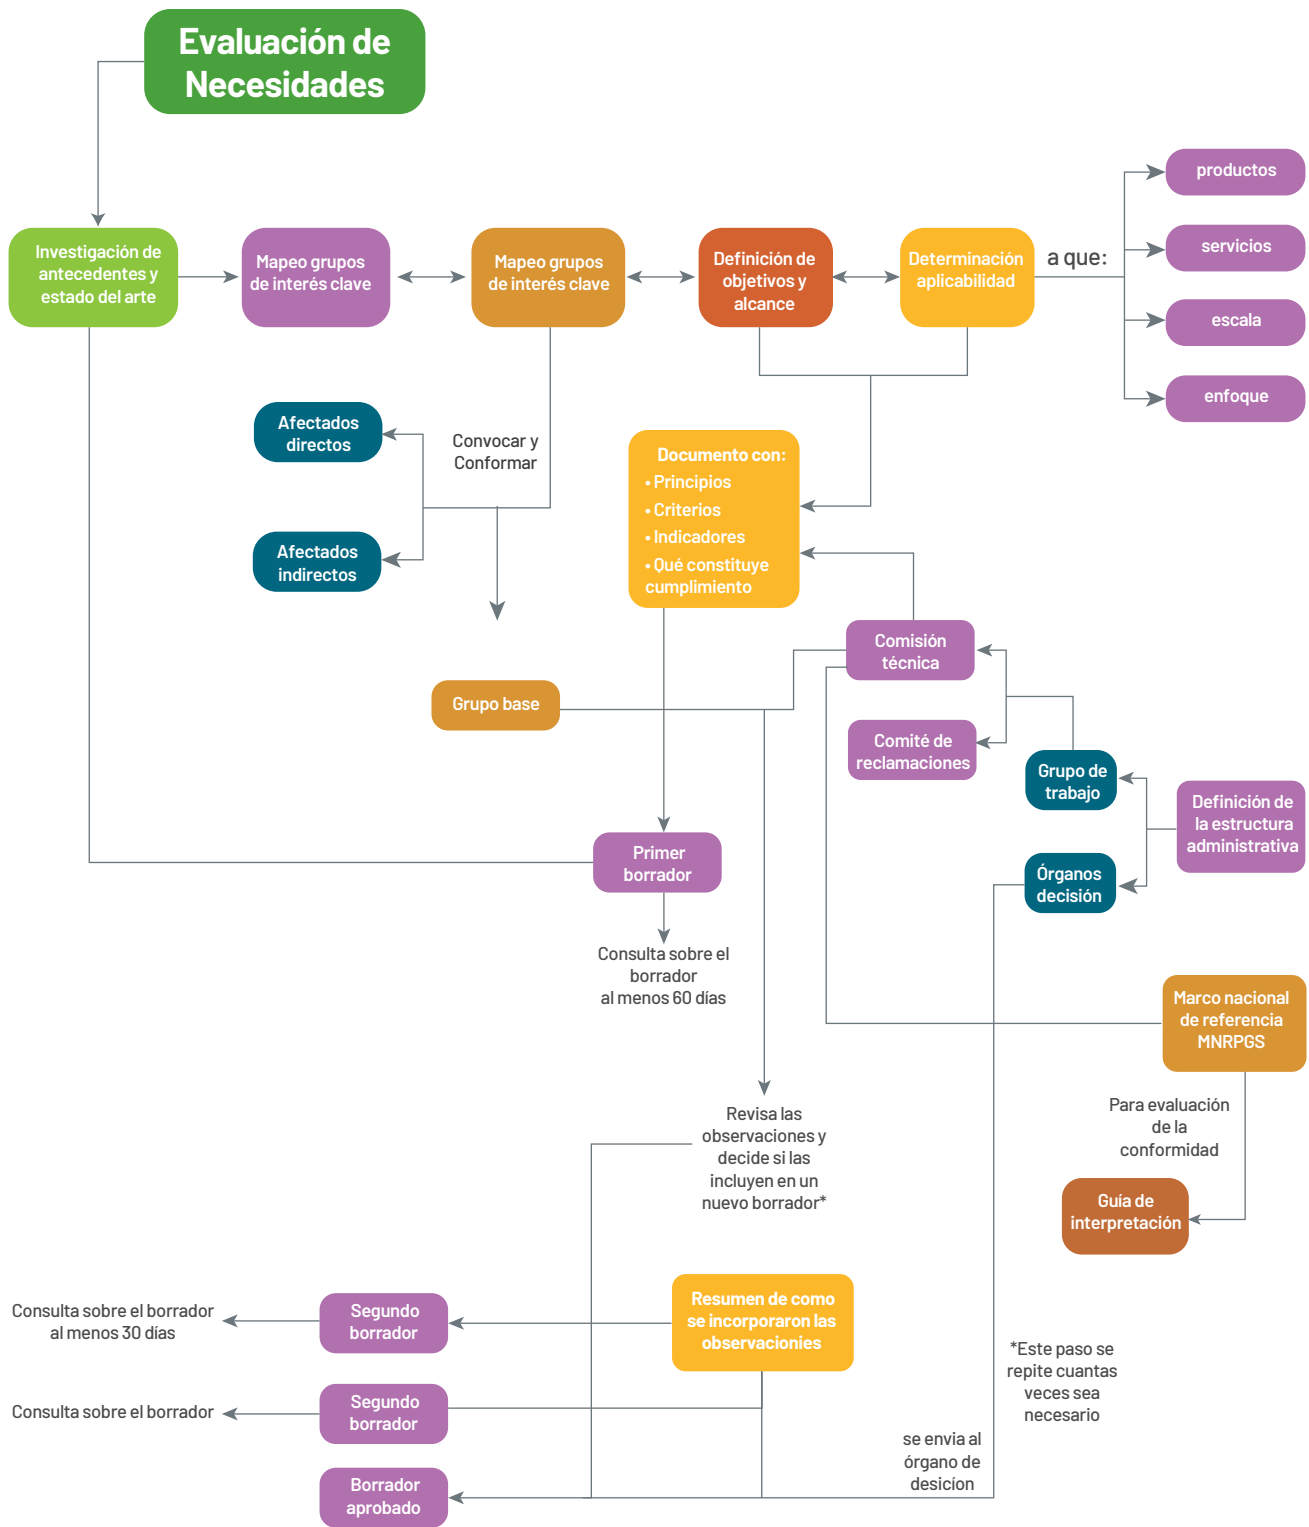 Evaluación de
Necesidades
productos
servicios
a que:
escala
enfoque
Investigación de
antecedentes y
estado del arte
Mapeo grupos
de interés clave
Mapeo grupos
de interés clave
Definición de
objetivos y
alcance
Determinación
aplicabilidad
Afectados
directos
Convocar y
Conformar
Afectados
indirectos
Documento con:
• Principios
• Criterios
• Indicadores
• Qué constituye
cumplimiento
Comisión
técnica
Grupo base
Comité de
reclamaciones
Grupo de
trabajo
Definición de
la estructura
administrativa
Primer
borrador
Órganos
decisión
Consulta sobre el
borrador
al menos 60 días
Marco nacional
de referencia
MNRPGS
Para evaluación
de la
conformidad
Revisa las
observaciones y
decide si las
incluyen en un
nuevo borrador*
Guía de
interpretación
Resumen de como
se incorporaron las
observacionies
Segundo
borrador
Consulta sobre el borrador
al menos 30 días
*Este paso se
repite cuantas
veces sea
necesario
Segundo
borrador
Consulta sobre el borrador
se envia al
órgano de
desicíon
Borrador
aprobado